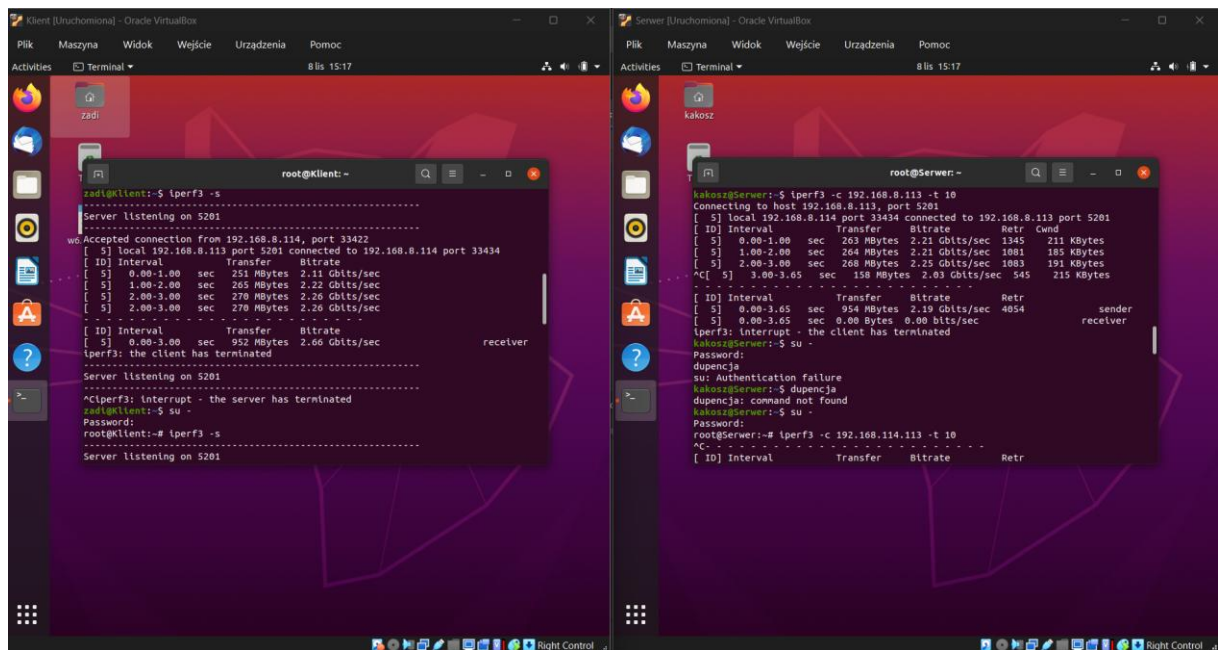 Klient [Uruchomiona] - Oracle VirtualBox
Plik Maszyna Widok Wejście Urządzenia Pomoc
Activities Terminal 8 lis 15:17
zadi
root@Klient: ~
zadi@Klient:~$ iperf3 -s
-----------------------------------------------------------
Server listening on 5201
-----------------------------------------------------------
Accepted connection from 192.168.8.114, port 33422
[  5] local 192.168.8.113 port 5201 connected to 192.168.8.114 port 33434
[ ID] Interval           Transfer     Bitrate
[  5]   0.00-1.00   sec   251 MBytes  2.11 Gbits/sec
[  5]   1.00-2.00   sec   265 MBytes  2.22 Gbits/sec
[  5]   2.00-3.00   sec   270 MBytes  2.26 Gbits/sec
[  5]   2.00-3.00   sec   270 MBytes  2.26 Gbits/sec
- - - - - - - - - - - - - - - - - - - - - - - - -
[ ID] Interval           Transfer     Bitrate
[  5]   0.00-3.00   sec   952 MBytes  2.66 Gbits/sec                  receiver
iperf3: the client has terminated
-----------------------------------------------------------
Server listening on 5201
-----------------------------------------------------------
^Ciperf3: interrupt - the server has terminated
zadi@Klient:~$ su -
Password:
root@Klient:~# iperf3 -s
-----------------------------------------------------------
Server listening on 5201
Right Control
Serwer [Uruchomiona] - Oracle VirtualBox
Plik Maszyna Widok Wejście Urządzenia Pomoc
Activities Terminal 8 lis 15:17
kakosz
root@Serwer: ~
kakosz@Serwer:~$ iperf3 -c 192.168.8.113 -t 10
Connecting to host 192.168.8.113, port 5201
[  5] local 192.168.8.114 port 33434 connected to 192.168.8.113 port 5201
[ ID] Interval           Transfer     Bitrate         Retr  Cwnd
[  5]   0.00-1.00   sec   263 MBytes  2.21 Gbits/sec  1345    211 KBytes
[  5]   1.00-2.00   sec   264 MBytes  2.21 Gbits/sec  1081    185 KBytes
[  5]   2.00-3.00   sec   268 MBytes  2.25 Gbits/sec  1083    191 KBytes
^C[  5]   3.00-3.65   sec   158 MBytes  2.03 Gbits/sec  545    215 KBytes
- - - - - - - - - - - - - - - - - - - - - - - - -
[ ID] Interval           Transfer     Bitrate         Retr
[  5]   0.00-3.65   sec   954 MBytes  2.19 Gbits/sec  4054             sender
[  5]   0.00-3.65   sec  0.00 Bytes  0.00 bits/sec                  receiver
iperf3: interrupt - the client has terminated
kakosz@Serwer:~$ su -
Password:
dupencja
su: Authentication failure
kakosz@Serwer:~$ dupencja
dupencja: command not found
kakosz@Serwer:~$ su -
Password:
root@Serwer:~# iperf3 -c 192.168.114.113 -t 10
^C- - - - - - - - - - - - - - - - - - - - - - - - -
[ ID] Interval           Transfer     Bitrate         Retr
Right Control